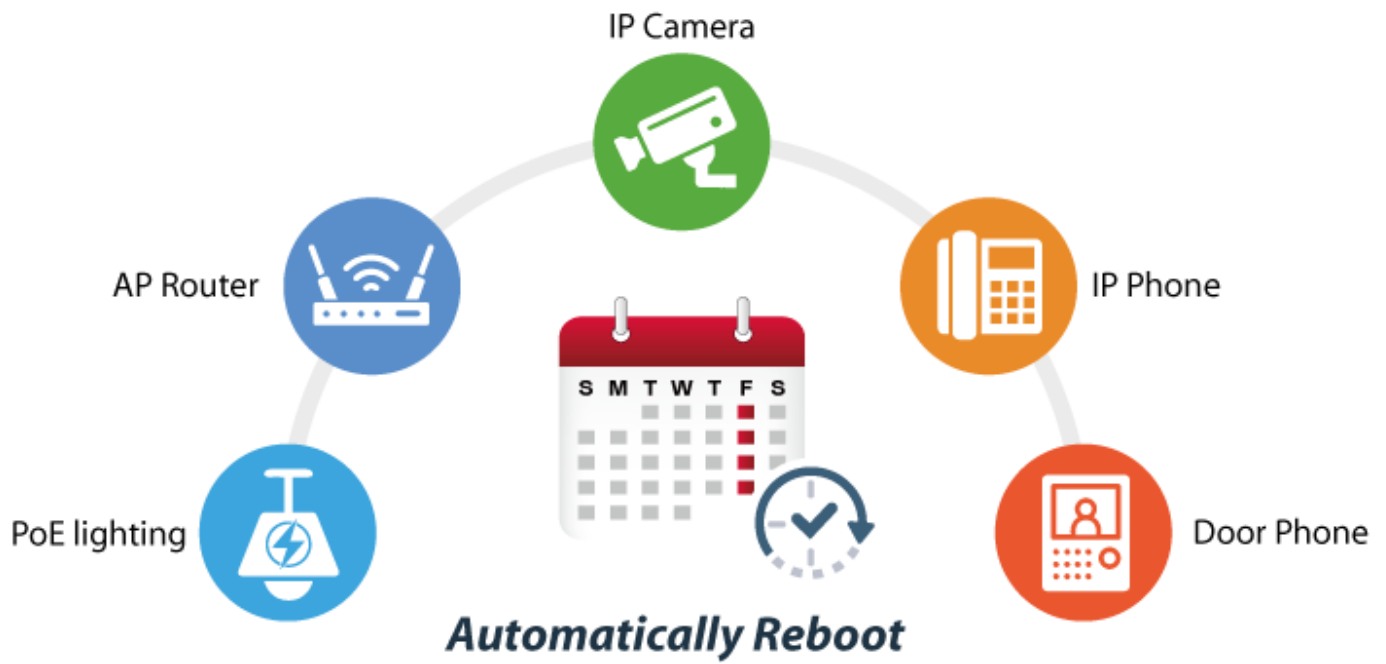 IP Camera
AP Router
IP Phone
S M T W T F S
PoE lighting
Door Phone
Automatically Reboot